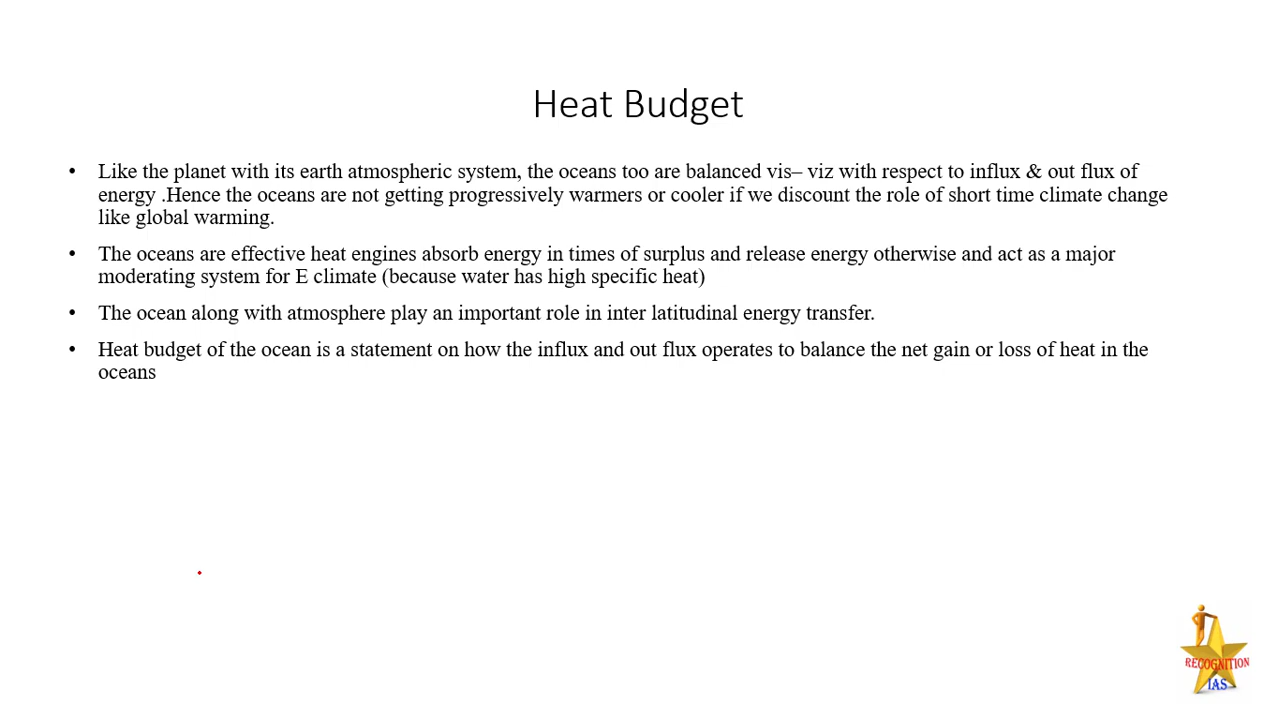 Heat Budget
• Like the planet with its earth atmospheric system, the oceans too are balanced vis– viz with respect to influx & out flux of
energy .Hence the oceans are not getting progressively warmers or cooler if we discount the role of short time climate change
like global warming.
• The oceans are effective heat engines absorb energy in times of surplus and release energy otherwise and act as a major
moderating system for E climate (because water has high specific heat)
• The ocean along with atmosphere play an important role in inter latitudinal energy transfer.
• Heat budget of the ocean is a statement on how the influx and out flux operates to balance the net gain or loss of heat in the
oceans
RECOGNITION
IAS